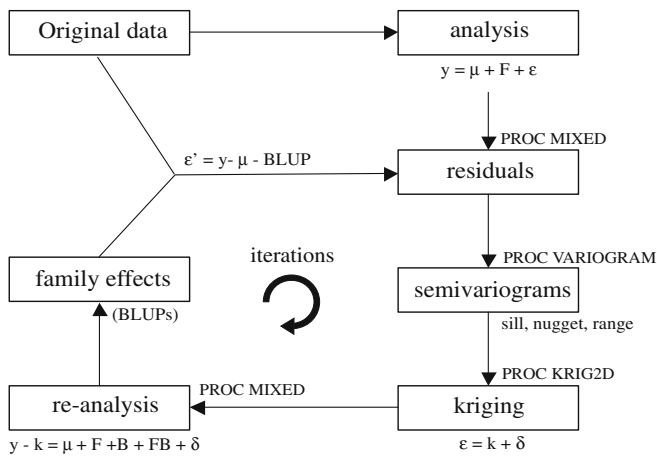 Original data
analysis
y = μ + F + ε
PROC MIXED
ε' = y- μ - BLUP
residuals
PROC VARIOGRAM
iterations
family effects
(BLUPs)
semivariograms
sill, nugget, range
PROC KRIG2D
PROC MIXED
re-analysis
kriging
y - k = μ + F +B + FB + δ
ε = k + δ